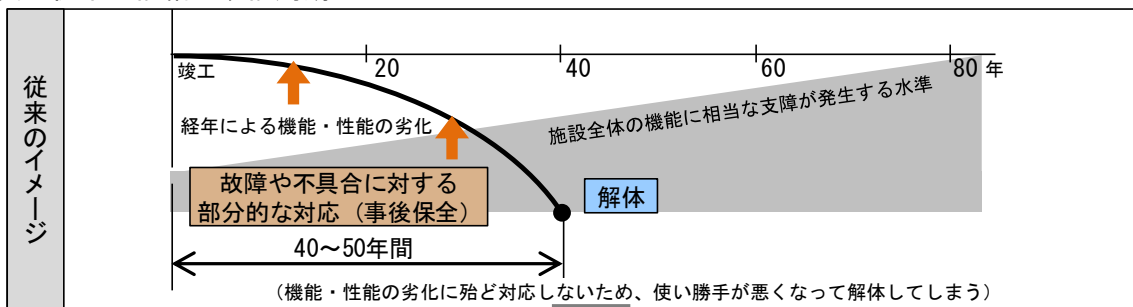 従来のイメージ
竣工
20
40
60
80 年
経年による機能・性能の劣化
施設全体の機能に相当な支障が発生する水準
故障や不具合に対する
部分的な対応（事後保全）
解体
40～50年間
（機能・性能の劣化に殆ど対応しないため、使い勝手が悪くなって解体してしまう）